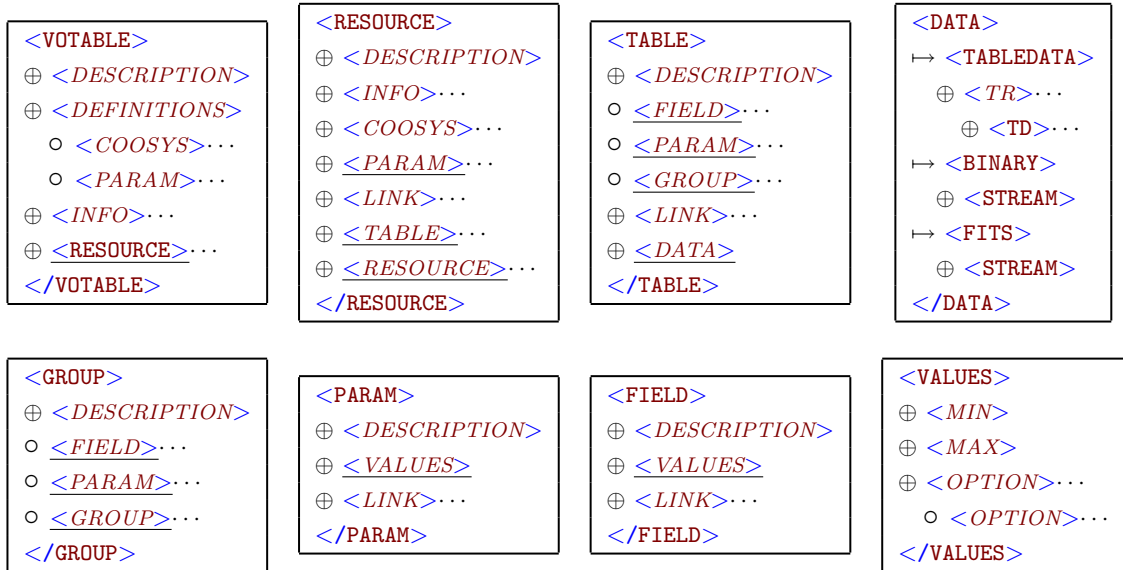 <VOTABLE>
⊕ <DESCRIPTION>
⊕ <DEFINITIONS>
○ <COOSYS>···
○ <PARAM>···
⊕ <INFO>···
⊕ <RESOURCE>···
</VOTABLE>
<RESOURCE>
⊕ <DESCRIPTION>
⊕ <INFO>···
⊕ <COOSYS>···
⊕ <PARAM>···
⊕ <LINK>···
⊕ <TABLE>···
⊕ <RESOURCE>···
</RESOURCE>
<TABLE>
⊕ <DESCRIPTION>
○ <FIELD>···
○ <PARAM>···
○ <GROUP>···
⊕ <LINK>···
⊕ <DATA>
</TABLE>
<DATA>
↦ <TABLEDATA>
⊕ <TR>···
⊕ <TD>···
↦ <BINARY>
⊕ <STREAM>
↦ <FITS>
⊕ <STREAM>
</DATA>
<GROUP>
⊕ <DESCRIPTION>
○ <FIELD>···
○ <PARAM>···
○ <GROUP>···
</GROUP>
<PARAM>
⊕ <DESCRIPTION>
⊕ <VALUES>
⊕ <LINK>···
</PARAM>
<FIELD>
⊕ <DESCRIPTION>
⊕ <VALUES>
⊕ <LINK>···
</FIELD>
<VALUES>
⊕ <MIN>
⊕ <MAX>
⊕ <OPTION>···
○ <OPTION>···
</VALUES>